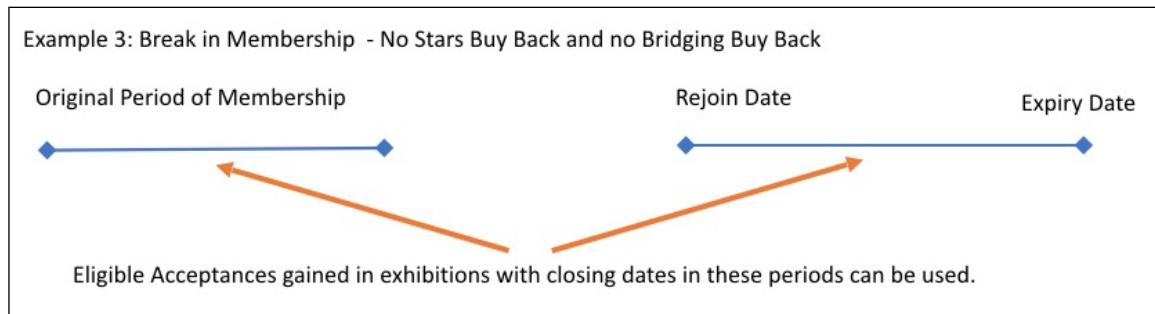 Example 3: Break in Membership  - No Stars Buy Back and no Bridging Buy Back
Original Period of Membership
Rejoin Date
Expiry Date
Eligible Acceptances gained in exhibitions with closing dates in these periods can be used.